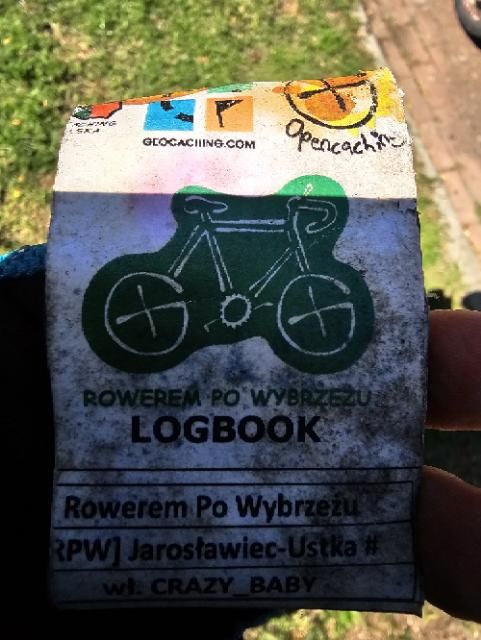 GEOCACHING.COM
Opencaching
ROWEREM PO WYBRZEŻU
LOGBOOK
Rowerem Po Wybrzeżu
RPW] Jarosławiec-Ustka #
wł. CRAZY_BABY